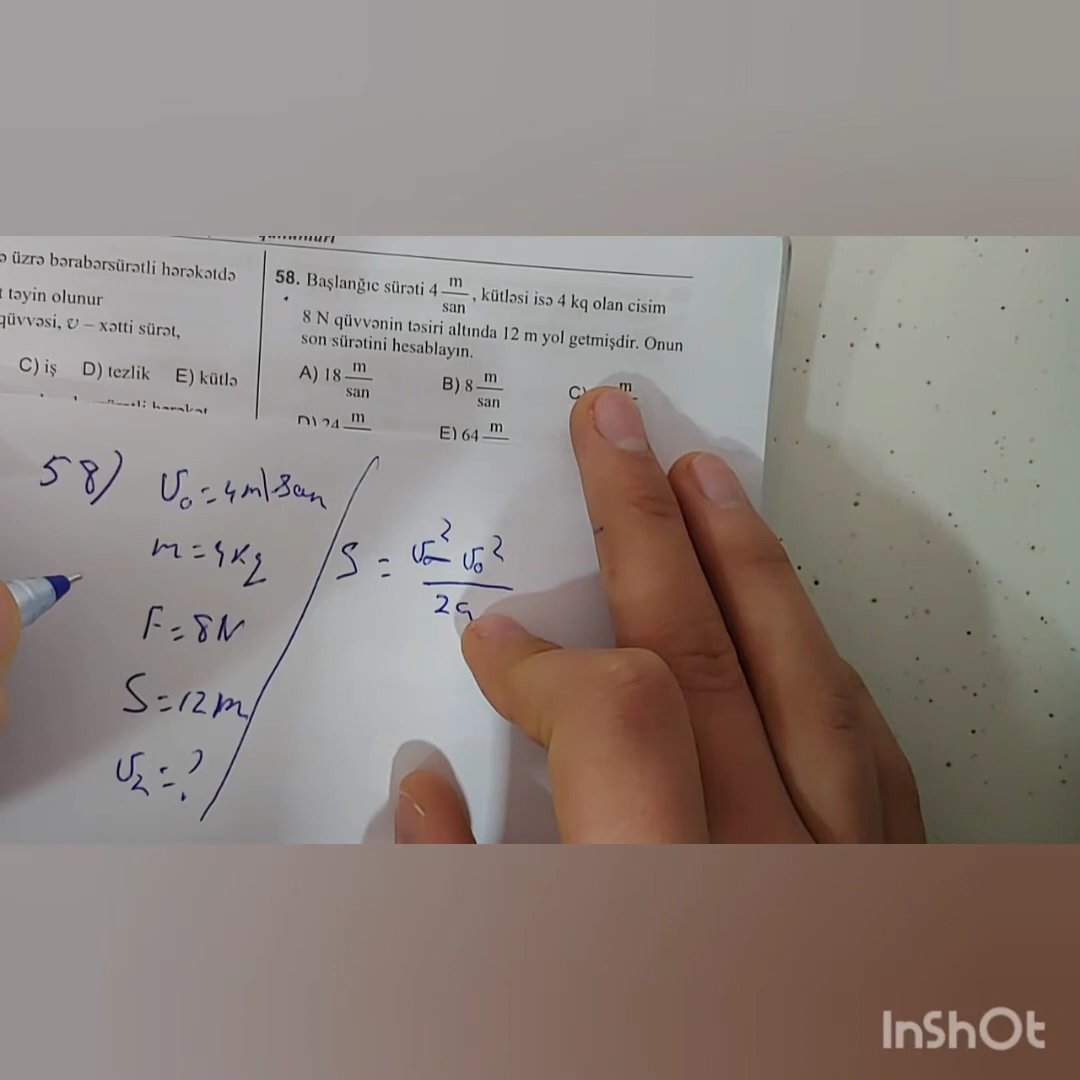 ə üzrə bərabərsürətli hərəkətdə
təyin olunur
qüvvəsi, υ – xətti sürət,
C) iş D) tezlik E) kütlə
58. Başlanğıc sürəti 4 m/san, kütləsi isə 4 kq olan cisim
8 N qüvvənin təsiri altında 12 m yol getmişdir. Onun
son sürətini hesablayın.
A) 18 m/san B) 8 m/san C) m
D) 24 m E) 64 m
58) υ₀=4m\san
m=4kg
F=8N
S=12m
υ₂=?
S = υ² υ₀² / 2a
InShOt